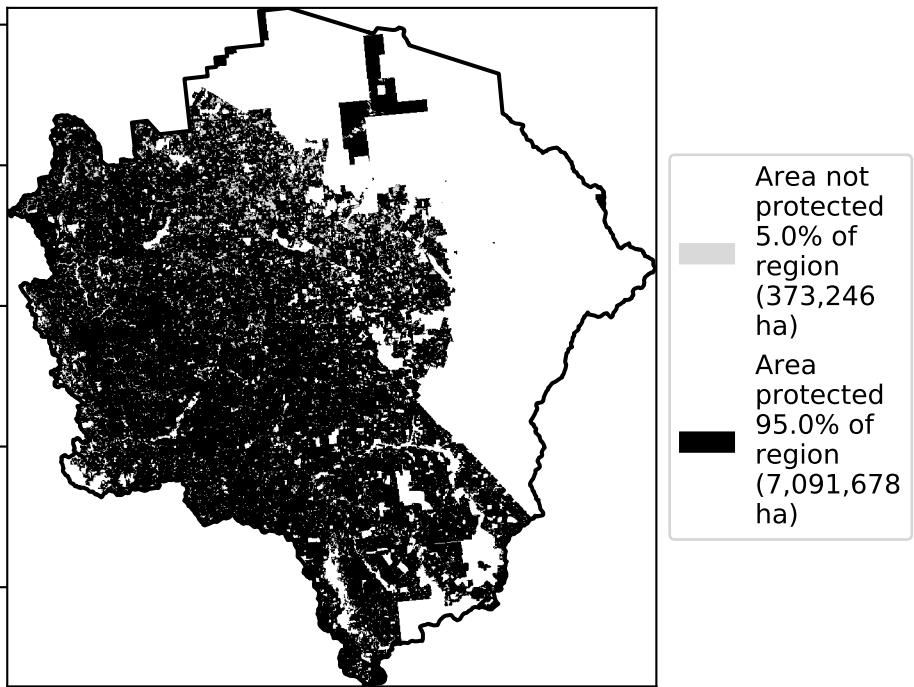 Area not
protected
5.0% of
region
(373,246
ha)
Area
protected
95.0% of
region
(7,091,678
ha)